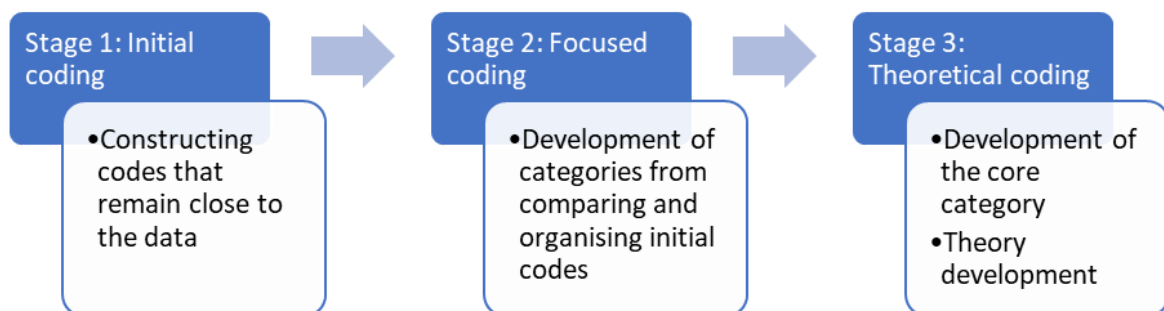 Stage 1: Initial
coding
•Constructing
codes that
remain close to
the data
Stage 2: Focused
coding
•Development of
categories from
comparing and
organising initial
codes
Stage 3:
Theoretical coding
•Development of
the core
category
•Theory
development